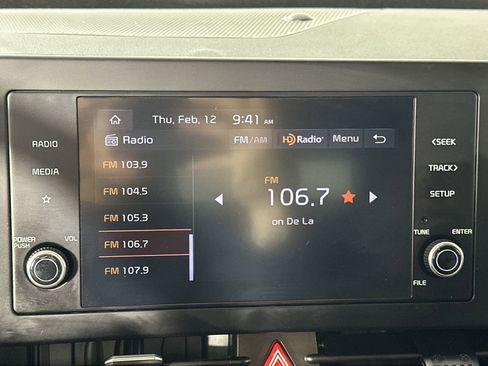 Thu, Feb, 12 9:41 AM
Radio FM/AM HD Radio Menu
FM 103.9
FM 104.5
FM 105.3
FM 106.7
FM 107.9
FM
106.7
on De La
RADIO
MEDIA
POWER PUSH VOL
<SEEK
TRACK>
SETUP
TUNE ENTER
FILE